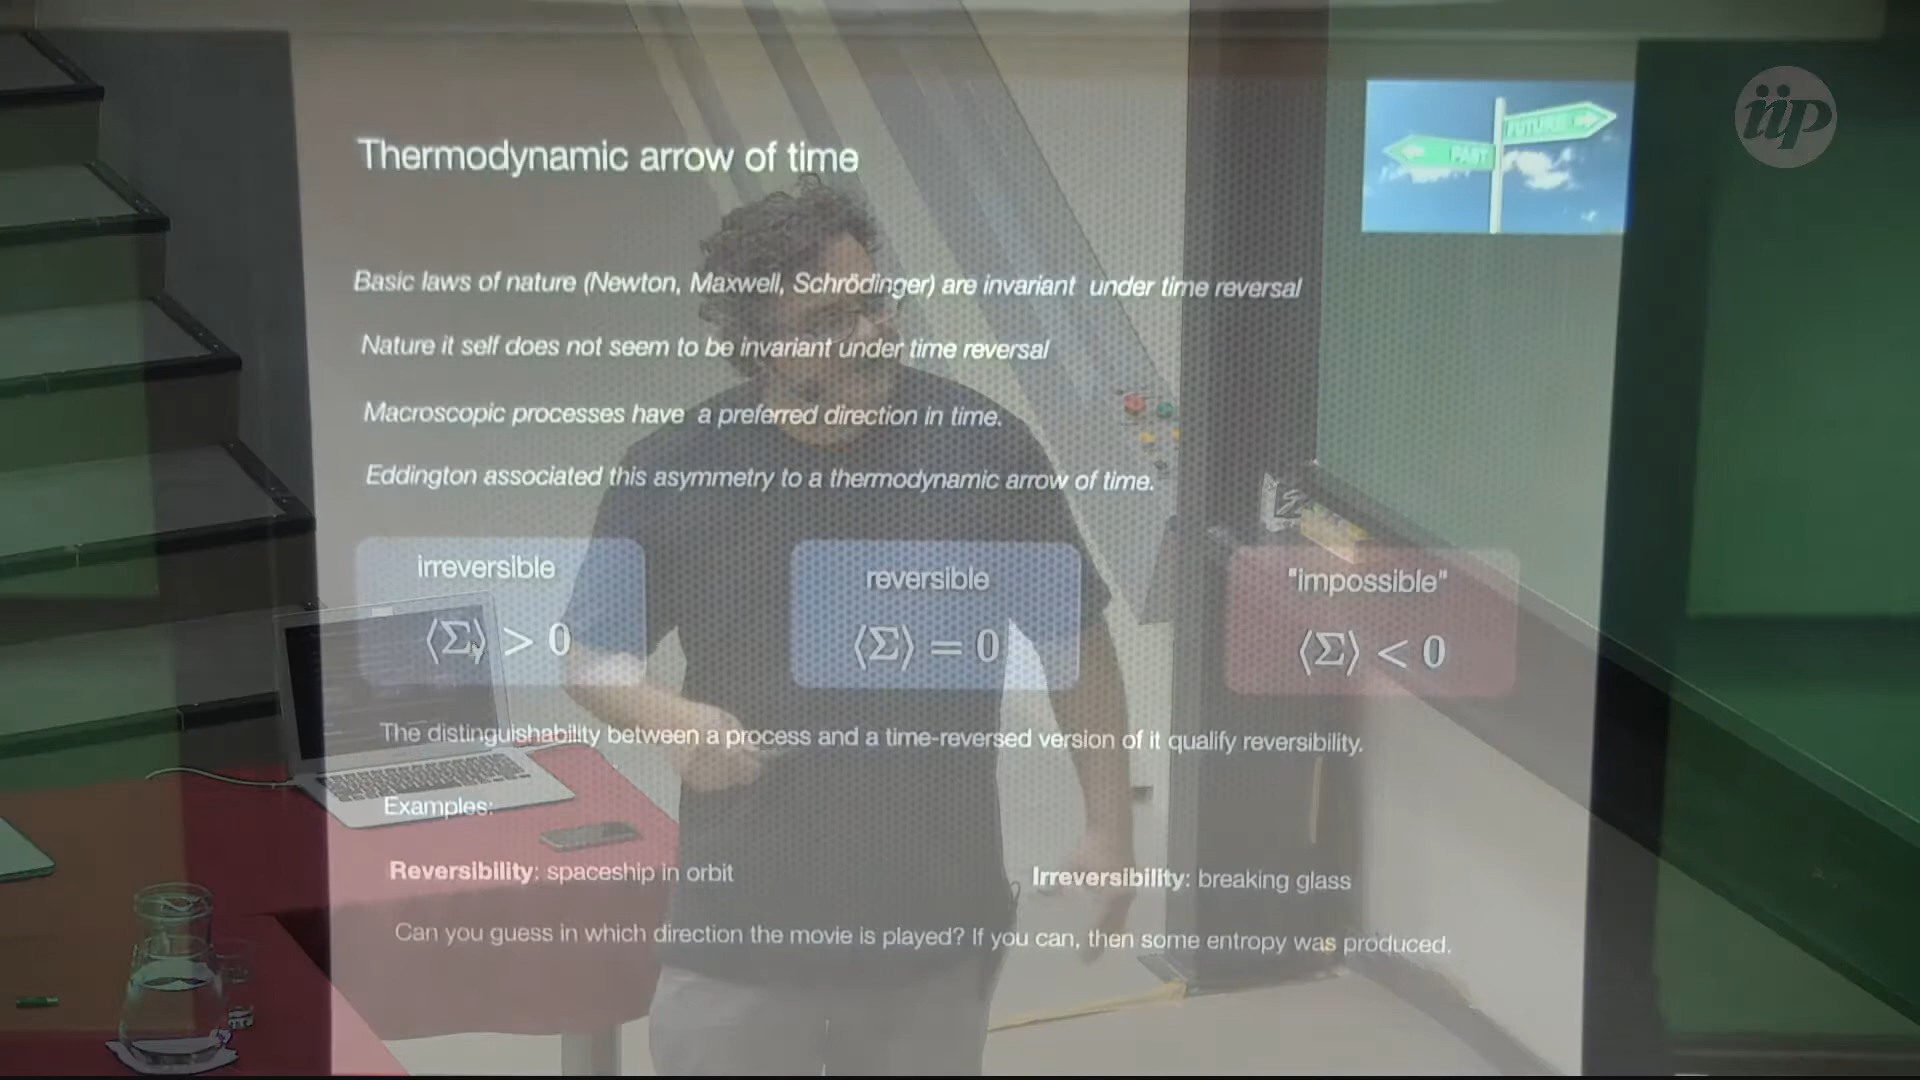 iip
FUTURE
PAST
Thermodynamic arrow of time
Basic laws of nature (Newton, Maxwell, Schrödinger) are invariant under time reversal
Nature it self does not seem to be invariant under time reversal
Macroscopic processes have a preferred direction in time.
Eddington associated this asymmetry to a thermodynamic arrow of time.
irreversible
⟨Σ⟩ > 0
reversible
⟨Σ⟩ = 0
"impossible"
⟨Σ⟩ < 0
The distinguishability between a process and a time-reversed version of it qualify reversibility.
Examples:
Reversibility: spaceship in orbit
Irreversibility: breaking glass
Can you guess in which direction the movie is played? If you can, then some entropy was produced.